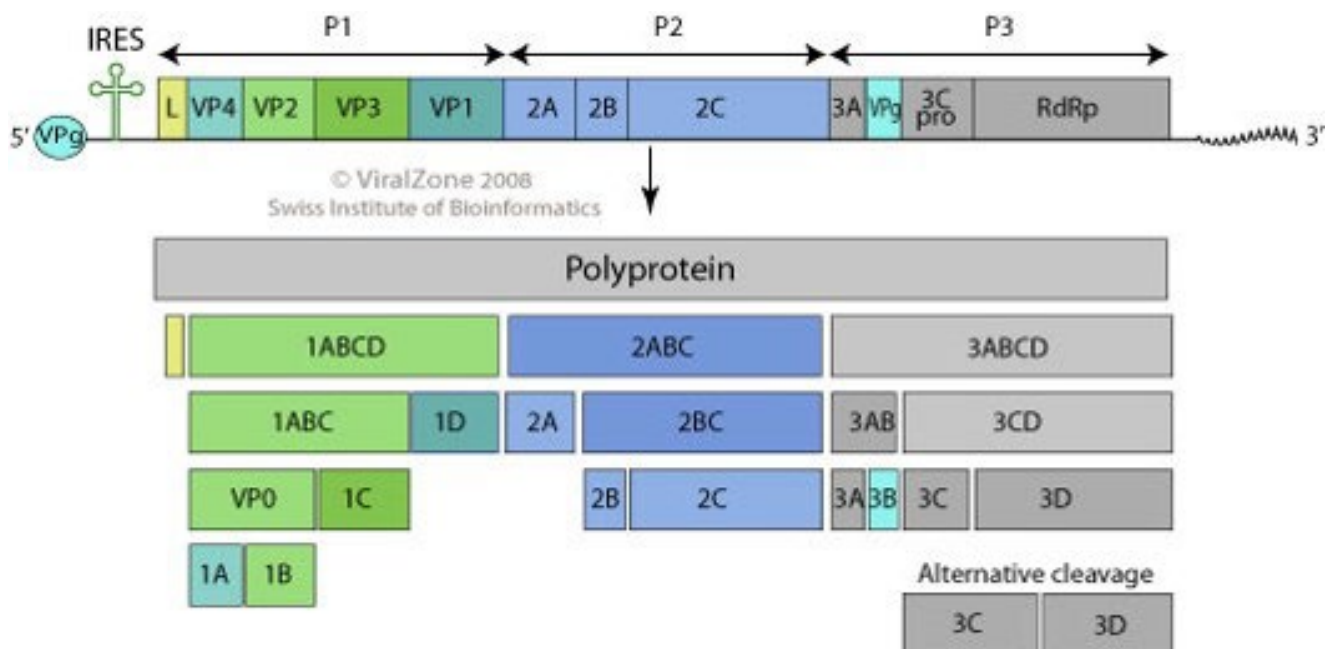 P1 P2 P3
IRES
L VP4 VP2 VP3 VP1 2A 2B 2C 3A VPg 3C pro RdRp
5' VPg 3'
© ViralZone 2008
Swiss Institute of Bioinformatics
Polyprotein
1ABCD 2ABC 3ABCD
1ABC 1D 2A 2BC 3AB 3CD
VP0 1C 2B 2C 3A 3B 3C 3D
1A 1B
Alternative cleavage
3C 3D